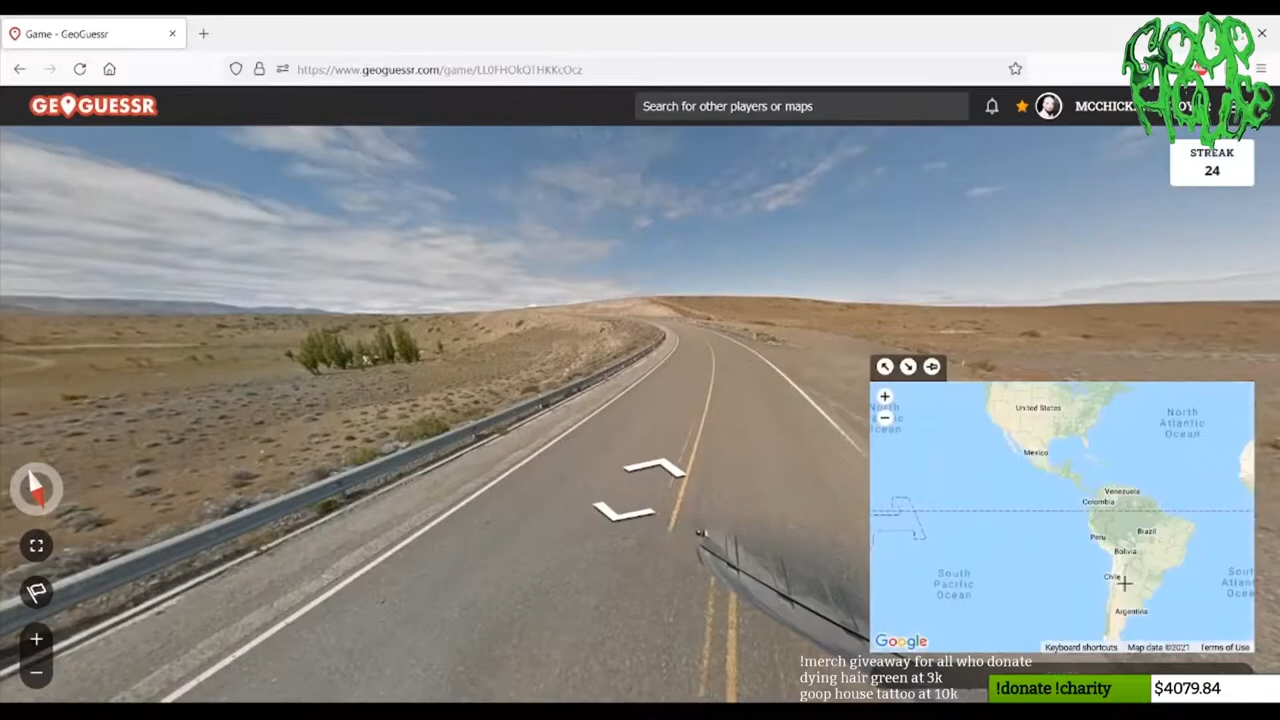 Game - GeoGuessr
https://www.geoguessr.com/game/LL0FHOkQTHKKcOcz
GOOP HOUSE
GEOGUESSR
Search for other players or maps
STREAK
24
United States
North Atlantic Ocean
Mexico
Venezuela
Colombia
Peru
Brazil
Bolivia
South Pacific Ocean
Chile
Argentina
Google
Keyboard shortcuts
Map data ©2021
Terms of Use
!merch giveaway for all who donate
dying hair green at 3k
goop house tattoo at 10k
!donate !charity
$4079.84